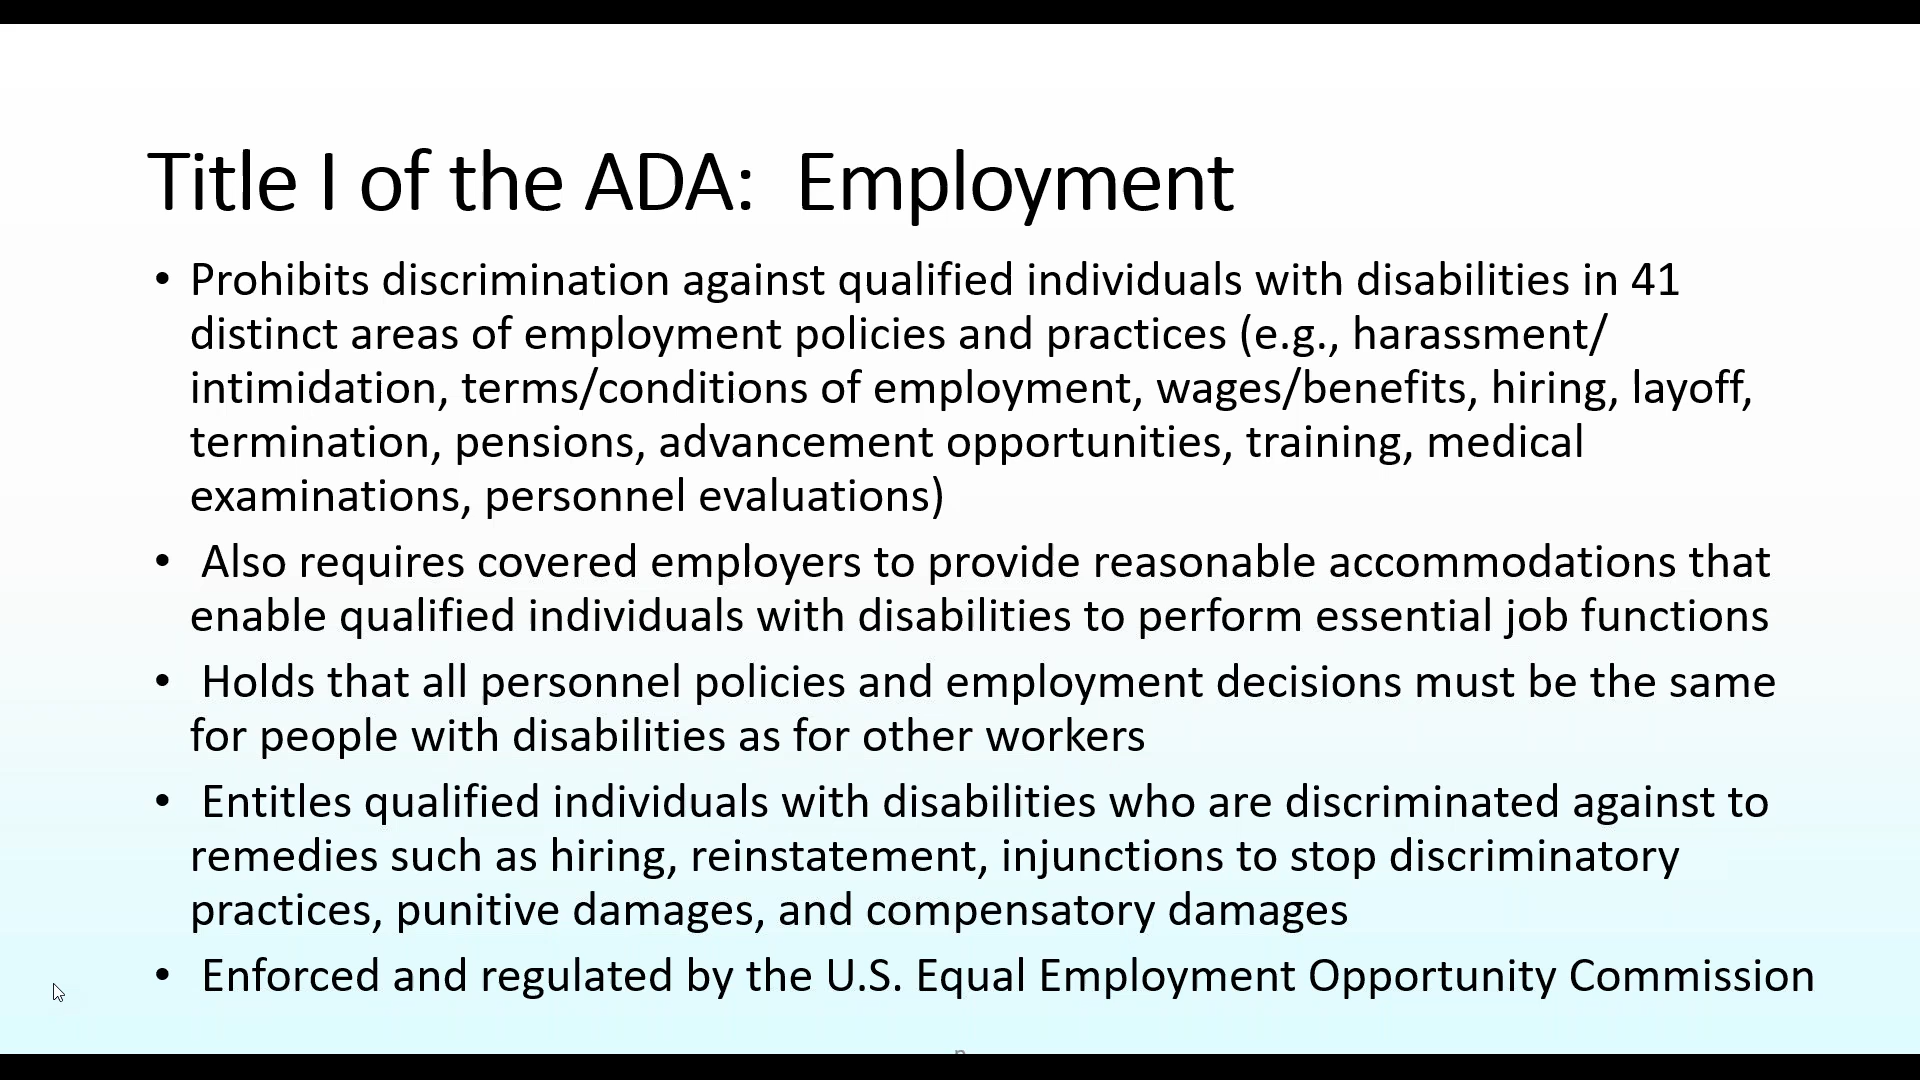 Title I of the ADA:  Employment
• Prohibits discrimination against qualified individuals with disabilities in 41
distinct areas of employment policies and practices (e.g., harassment/
intimidation, terms/conditions of employment, wages/benefits, hiring, layoff,
termination, pensions, advancement opportunities, training, medical
examinations, personnel evaluations)
• Also requires covered employers to provide reasonable accommodations that
enable qualified individuals with disabilities to perform essential job functions
• Holds that all personnel policies and employment decisions must be the same
for people with disabilities as for other workers
• Entitles qualified individuals with disabilities who are discriminated against to
remedies such as hiring, reinstatement, injunctions to stop discriminatory
practices, punitive damages, and compensatory damages
• Enforced and regulated by the U.S. Equal Employment Opportunity Commission